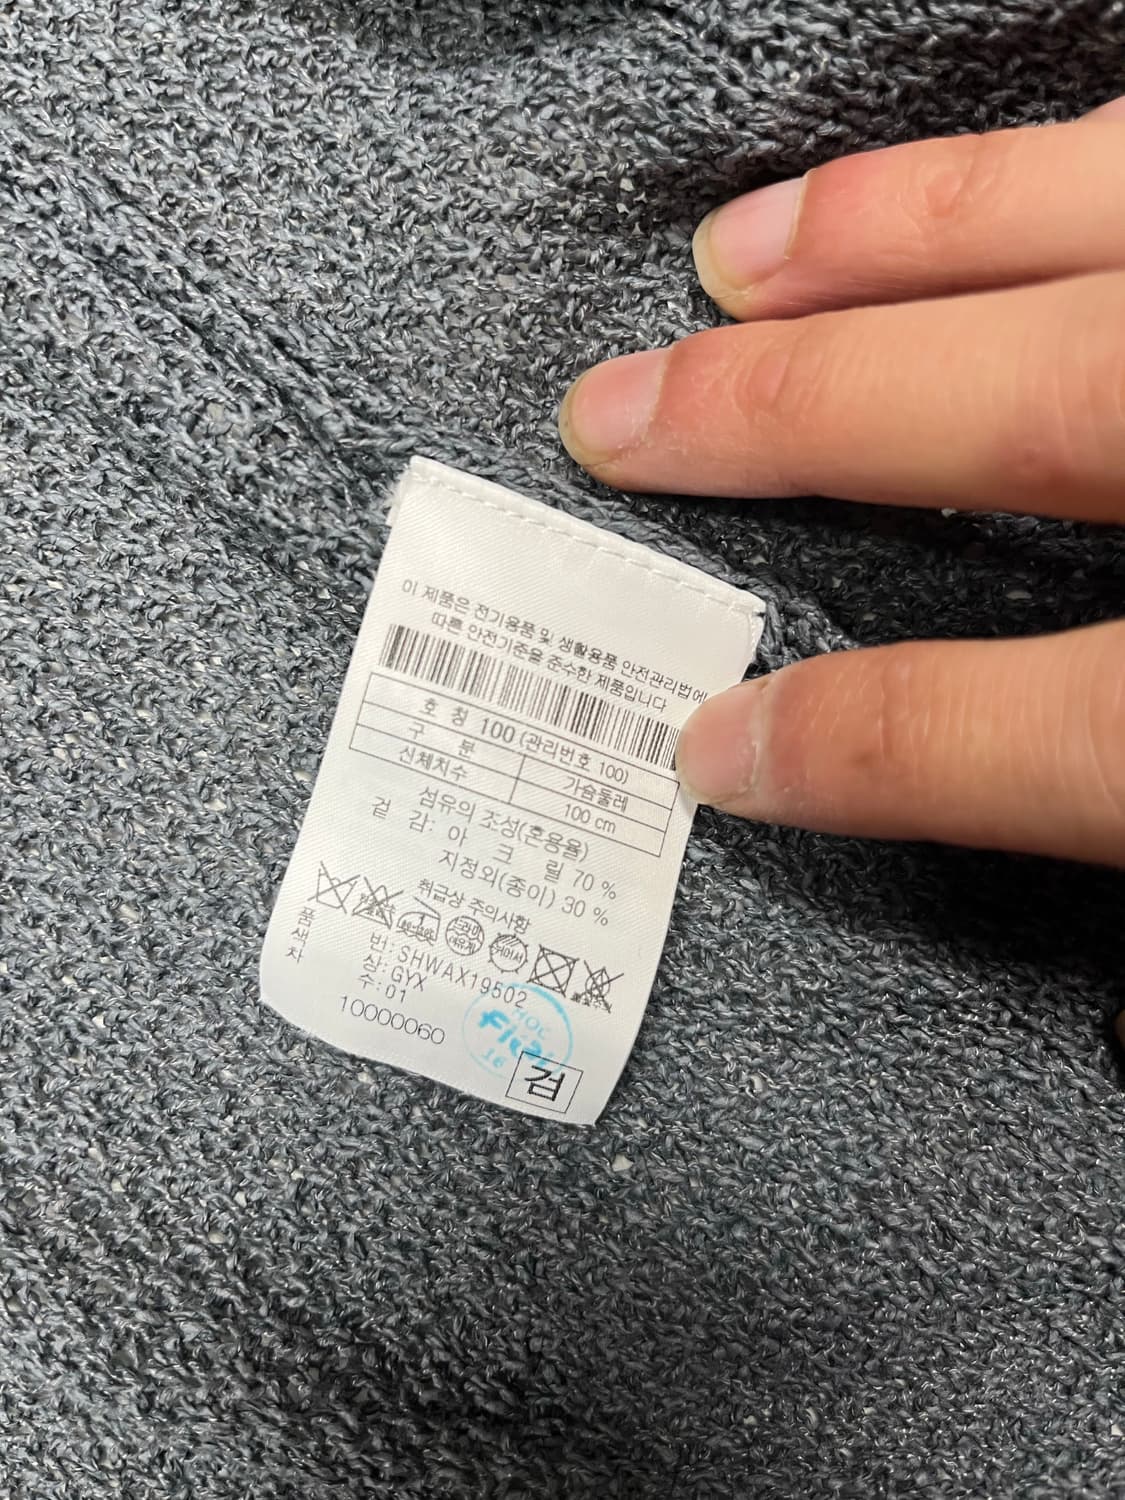 이 제품은 전기용품 및 생활용품 안전관리법에
따른 안전기준을 준수한 제품입니다
호 칭 100 (관리번호 100)
구 분 가슴둘레
신체치수 100 cm
섬유의 조성(혼용율)
겉 감: 아 크 릴 70 %
지정외(종이) 30 %
취급상 주의사항
드라이
품 번: SHWAX19502
색 상: GYX
차 수: 01
10000060
검